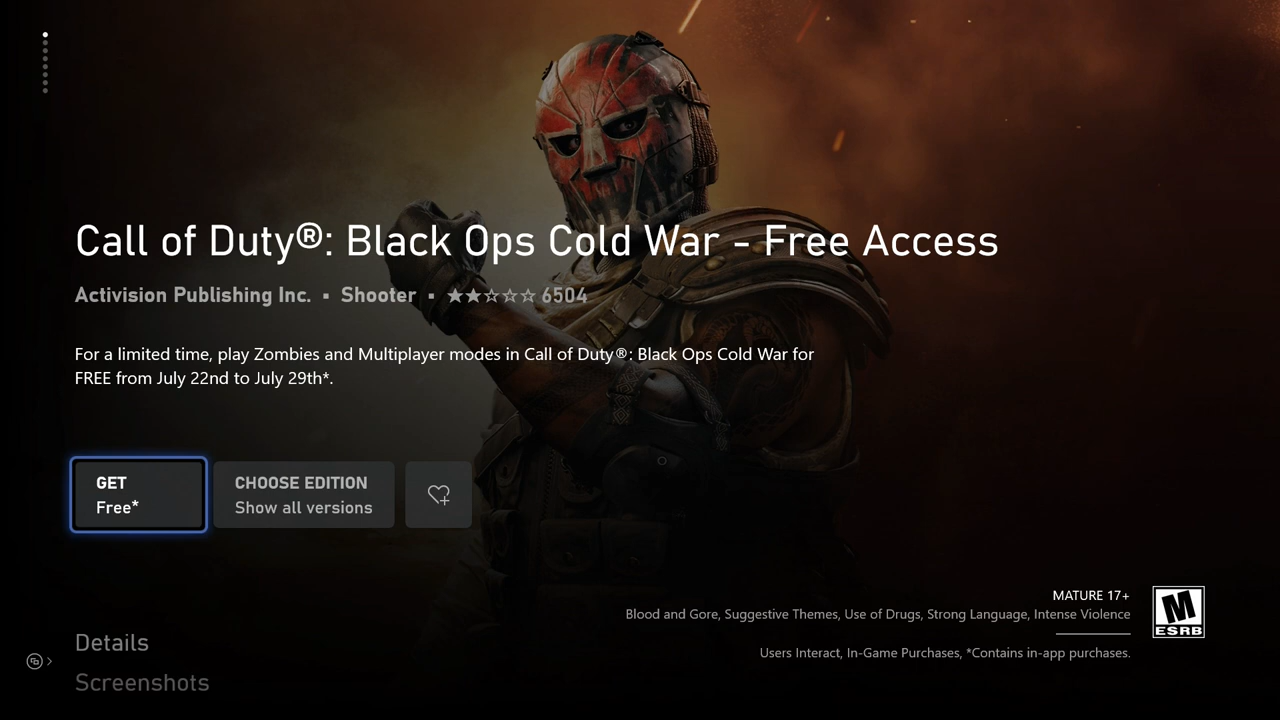 Call of Duty®: Black Ops Cold War - Free Access
Activision Publishing Inc. ▪ Shooter ▪ ★★☆☆☆ 6504
For a limited time, play Zombies and Multiplayer modes in Call of Duty®: Black Ops Cold War for
FREE from July 22nd to July 29th*.
GET
Free*
CHOOSE EDITION
Show all versions
MATURE 17+
Blood and Gore, Suggestive Themes, Use of Drugs, Strong Language, Intense Violence
M
ESRB
Users Interact, In-Game Purchases, *Contains in-app purchases.
Details
Screenshots